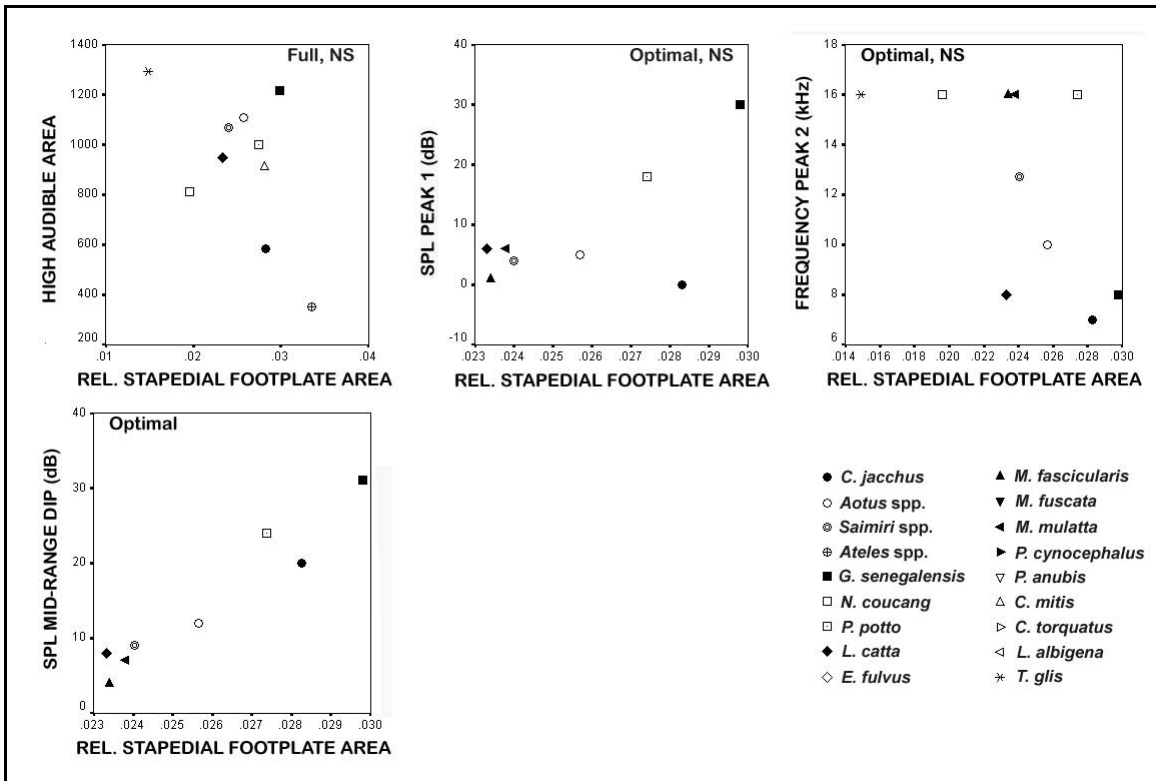 Full, NS
HIGH AUDIBLE AREA
1400
1200
1000
800
600
400
200
.01 .02 .03 .04
REL. STAPEDIAL FOOTPLATE AREA
Optimal, NS
SPL PEAK 1 (dB)
40
30
20
10
0
-10
.023 .024 .025 .026 .027 .028 .029 .030
REL. STAPEDIAL FOOTPLATE AREA
Optimal, NS
FREQUENCY PEAK 2 (kHz)
18
16
14
12
10
8
6
.014 .016 .018 .020 .022 .024 .026 .028 .030
REL. STAPEDIAL FOOTPLATE AREA
Optimal
SPL MID-RANGE DIP (dB)
40
30
20
10
0
.023 .024 .025 .026 .027 .028 .029 .030
REL. STAPEDIAL FOOTPLATE AREA
C. jacchus
Aotus spp.
Saimiri spp.
Ateles spp.
G. senegalensis
N. coucang
P. potto
L. catta
E. fulvus
M. fascicularis
M. fuscata
M. mulatta
P. cynocephalus
P. anubis
C. mitis
C. torquatus
L. albigena
T. glis